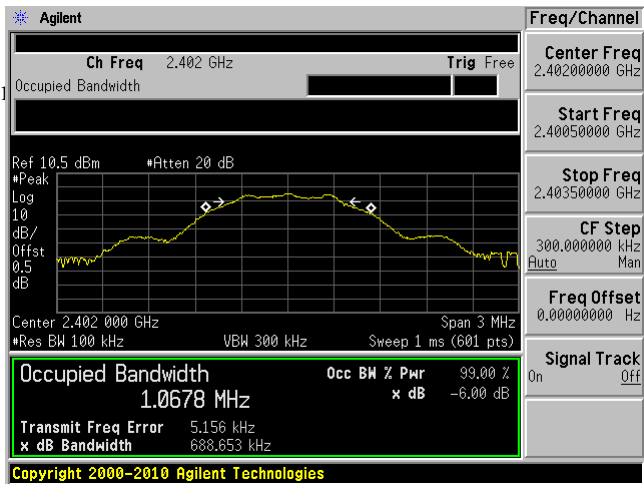 Agilent
Freq/Channel
Ch Freq 2.402 GHz Trig Free
Occupied Bandwidth
Center Freq
2.40200000 GHz
Start Freq
2.40050000 GHz
Stop Freq
2.40350000 GHz
CF Step
300.000000 kHz
Auto Man
Freq Offset
0.00000000 Hz
Signal Track
On Off
Ref 10.5 dBm #Atten 20 dB
#Peak
Log
10
dB/
Offst
0.5
dB
Center 2.402 000 GHz Span 3 MHz
#Res BW 100 kHz VBW 300 kHz Sweep 1 ms (601 pts)
Occupied Bandwidth Occ BW % Pwr 99.00 %
1.0678 MHz x dB -6.00 dB
Transmit Freq Error 5.156 kHz
x dB Bandwidth 688.653 kHz
Copyright 2000-2010 Agilent Technologies